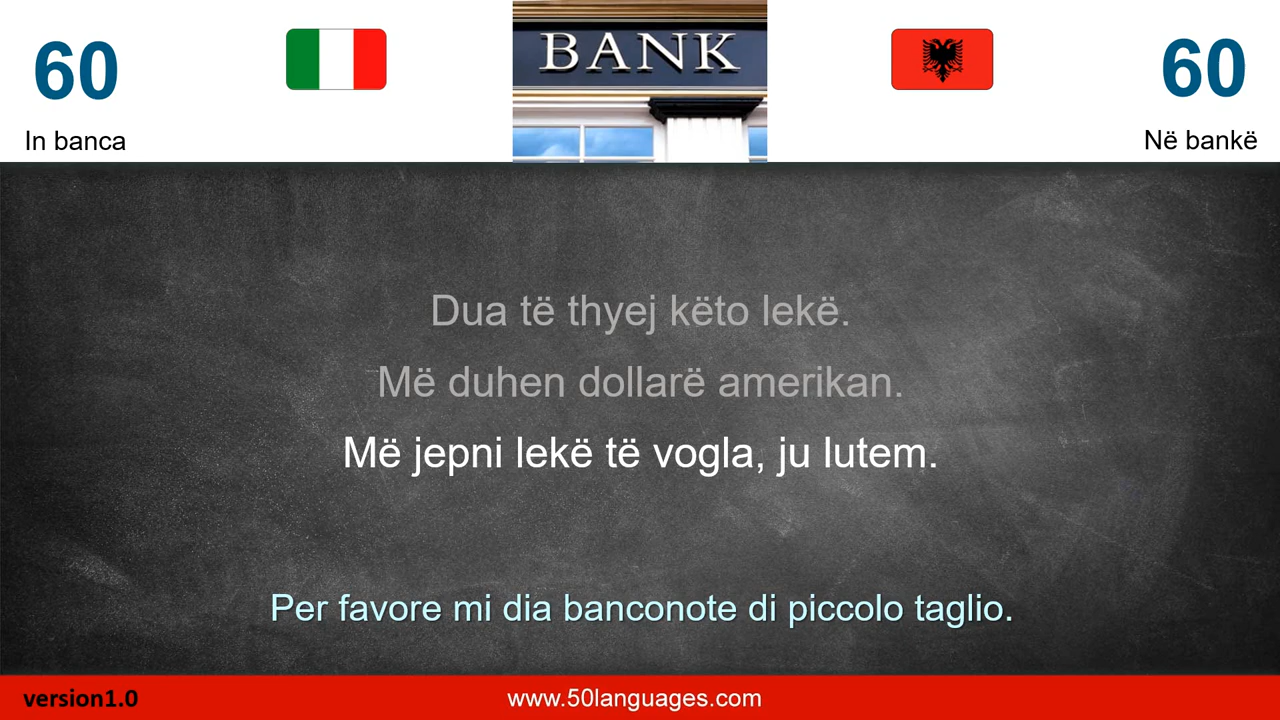 60
In banca
BANK
60
Në bankë
Dua të thyej këto lekë.
Më duhen dollarë amerikan.
Më jepni lekë të vogla, ju lutem.
Per favore mi dia banconote di piccolo taglio.
version1.0
www.50languages.com